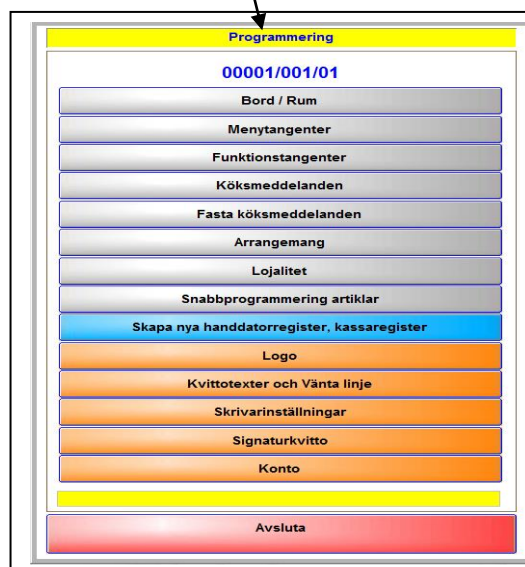 Programmering
00001/001/01
Bord / Rum
Menytangenter
Funktionstangenter
Köksmeddelanden
Fasta köksmeddelanden
Arrangemang
Lojalitet
Snabbprogrammering artiklar
Skapa nya handdatorregister, kassaregister
Logo
Kvittotexter och Vänta linje
Skrivarinställningar
Signaturkvitto
Konto
Avsluta